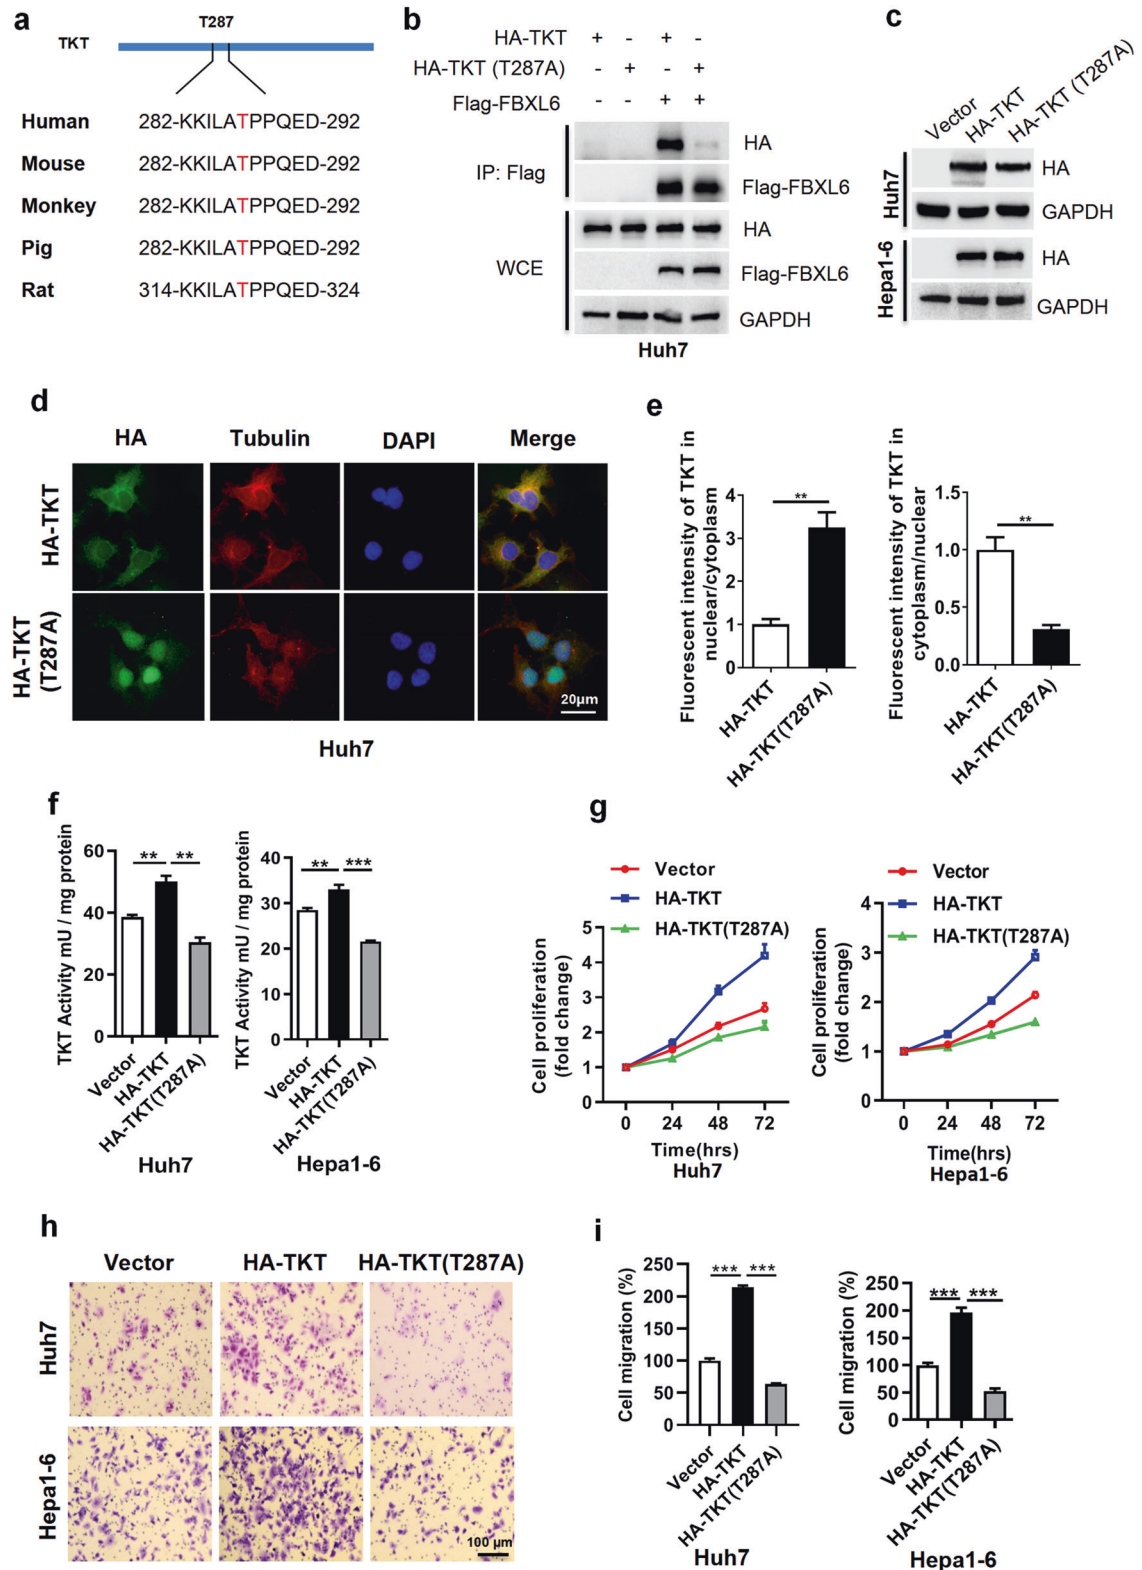 a
T287
TKT
Human 282-KKILATPPQED-292
Mouse 282-KKILATPPQED-292
Monkey 282-KKILATPPQED-292
Pig 282-KKILATPPQED-292
Rat 314-KKILATPPQED-324
b
HA-TKT + - + -
HA-TKT (T287A) - + - +
Flag-FBXL6 - - + +
IP: Flag
HA
Flag-FBXL6
WCE
HA
Flag-FBXL6
GAPDH
Huh7
c
Vector
HA-TKT
HA-TKT (T287A)
Huh7
HA
GAPDH
Hepa1-6
HA
GAPDH
d
HA Tubulin DAPI Merge
HA-TKT
HA-TKT
(T287A)
20μm
Huh7
e
Fluorescent intensity of TKT in
nuclear/cytoplasm
4
3
2
1
0
**
HA-TKT
HA-TKT(T287A)
Fluorescent intensity of TKT in
cytoplasm/nuclear
1.5
1.0
0.5
0.0
**
HA-TKT
HA-TKT(T287A)
f
TKT Activity mU / mg protein
60
40
20
0
** **
Vector
HA-TKT
HA-TKT(T287A)
Huh7
TKT Activity mU / mg protein
40
30
20
10
0
** ***
Vector
HA-TKT
HA-TKT(T287A)
Hepa1-6
g
Vector
HA-TKT
HA-TKT(T287A)
Cell proliferation
(fold change)
5
4
3
2
1
0
0 24 48 72
Time(hrs)
Huh7
Vector
HA-TKT
HA-TKT(T287A)
Cell proliferation
(fold change)
4
3
2
1
0
0 24 48 72
Time(hrs)
Hepa1-6
h
Vector HA-TKT HA-TKT(T287A)
Huh7
Hepa1-6
100 μm
i
Cell migration (%)
250
200
150
100
50
0
*** ***
Vector
HA-TKT
HA-TKT(T287A)
Huh7
Cell migration (%)
250
200
150
100
50
0
*** ***
Vector
HA-TKT
HA-TKT(T287A)
Hepa1-6